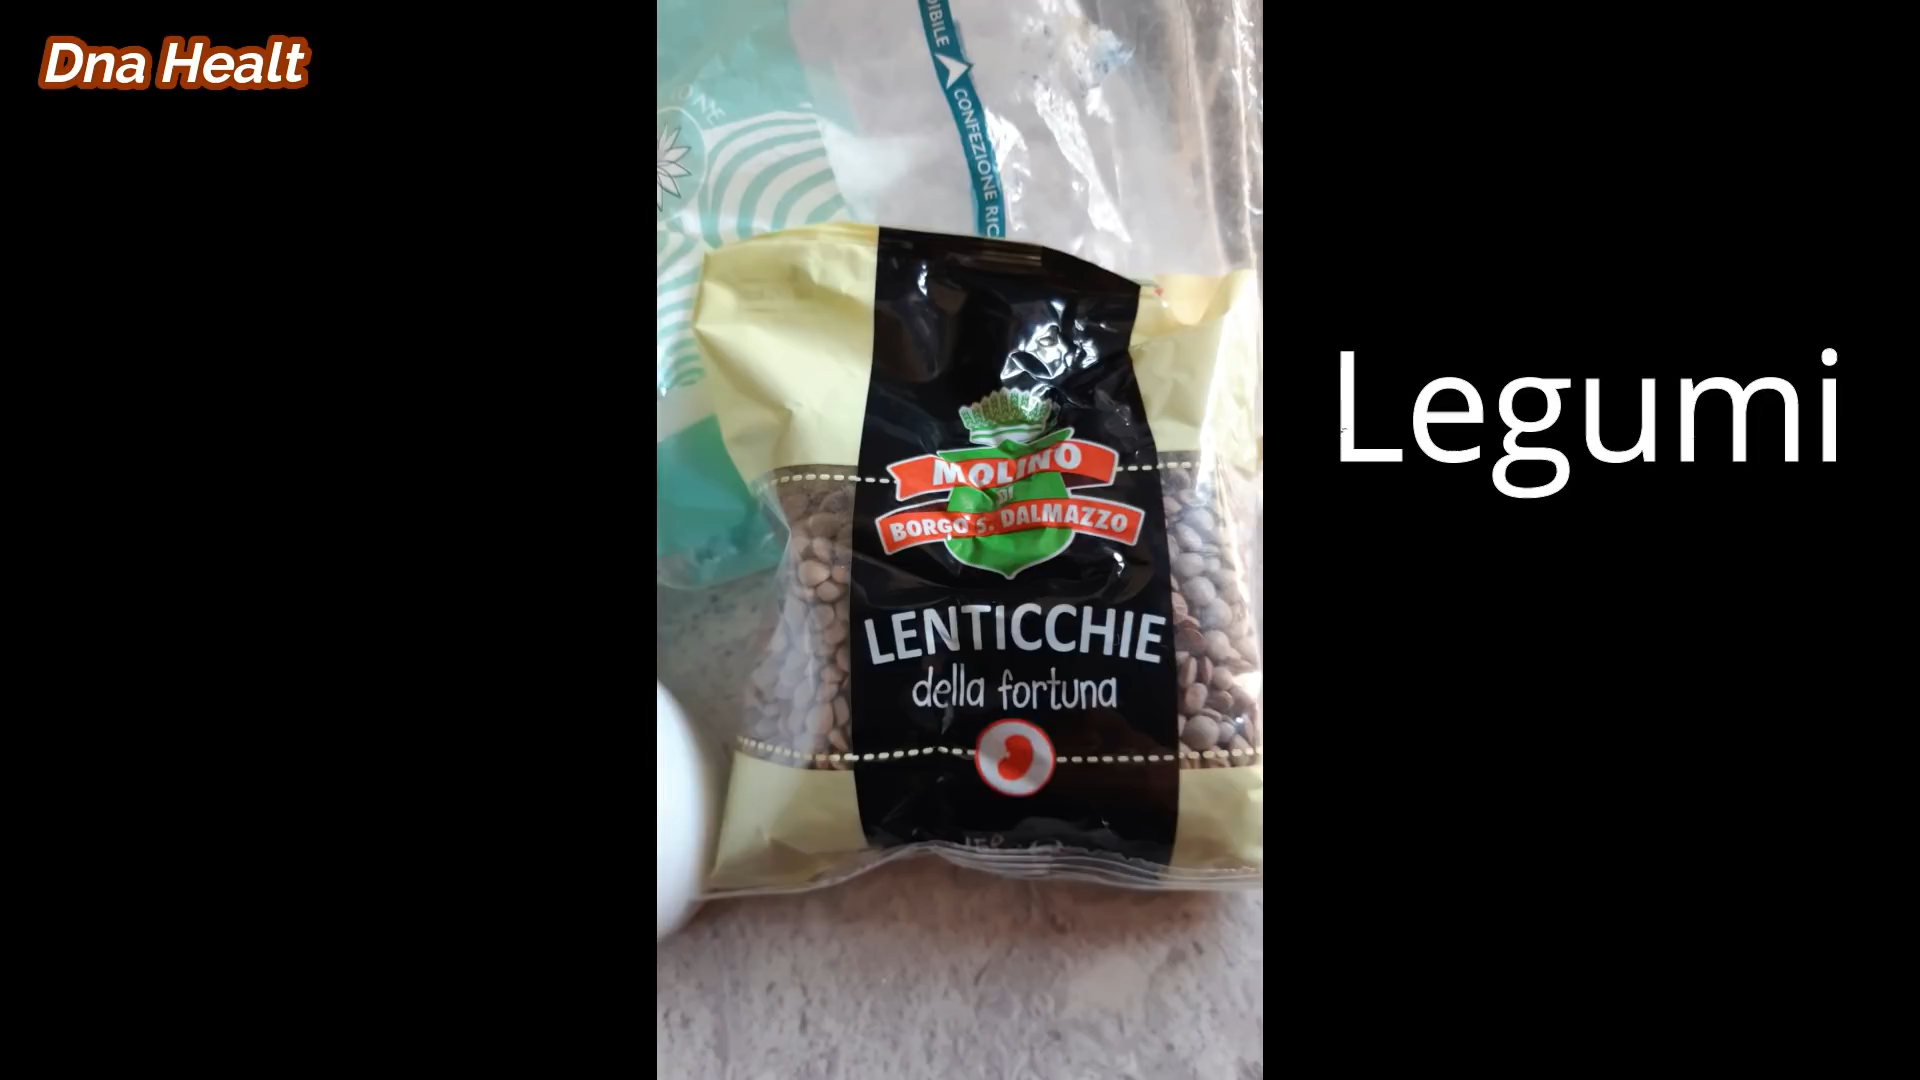 Dna Healt
CONFEZIONE RIC
MOLINO
DI
BORGO S. DALMAZZO
LENTICCHIE
della fortuna
Legumi